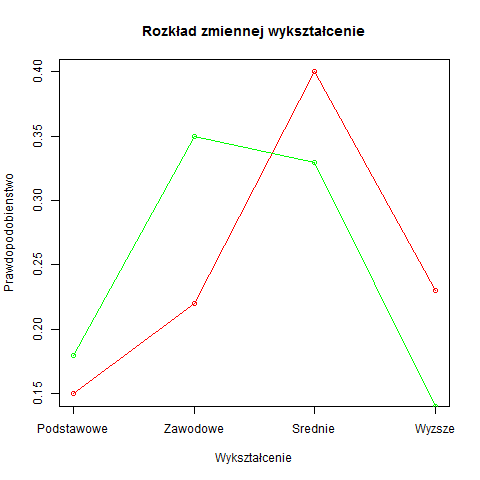 Rozkład zmiennej wykształcenie
Prawdopodobienstwo
0.40
0.35
0.30
0.25
0.20
0.15
Podstawowe Zawodowe Srednie Wyzsze
Wykształcenie